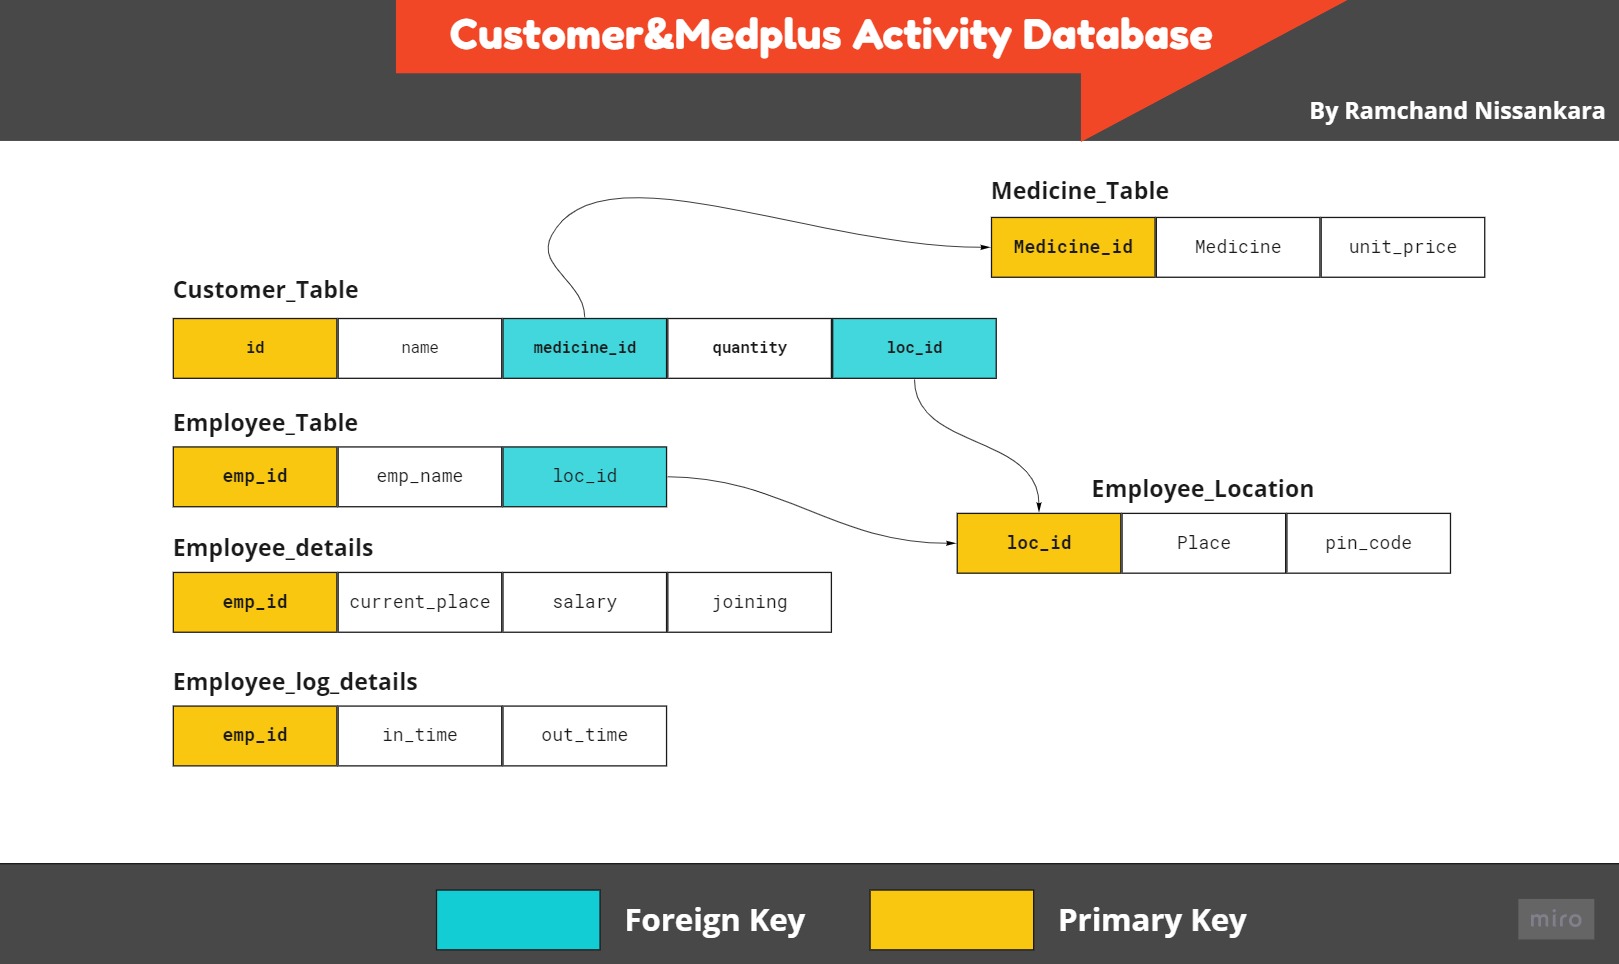 Customer&Medplus Activity Database
By Ramchand Nissankara
Medicine_Table
Medicine_id Medicine unit_price
Customer_Table
id name medicine_id quantity loc_id
Employee_Table
emp_id emp_name loc_id
Employee_Location
loc_id Place pin_code
Employee_details
emp_id current_place salary joining
Employee_log_details
emp_id in_time out_time
Foreign Key Primary Key
miro